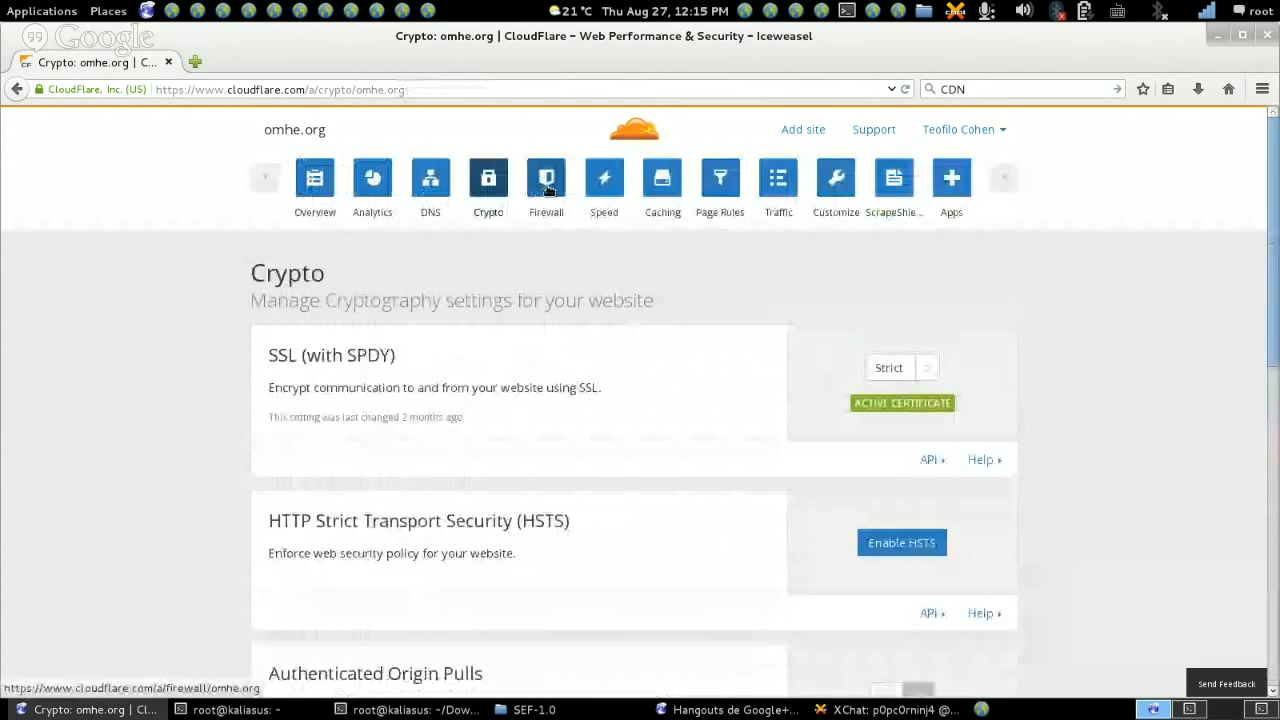 Applications Places 21 °C Thu Aug 27, 12:15 PM root
Google
Crypto: omhe.org | CloudFlare - Web Performance & Security - Iceweasel
Crypto: omhe.org | C...
CloudFlare, Inc. (US) https://www.cloudflare.com/a/crypto/omhe.org CDN
omhe.org Add site Support Teofilo Cohen
Overview Analytics DNS Crypto Firewall Speed Caching Page Rules Traffic Customize ScrapeShie... Apps
Crypto
Manage Cryptography settings for your website
SSL (with SPDY)
Strict
Encrypt communication to and from your website using SSL.
ACTIVE CERTIFICATE
This setting was last changed 2 months ago
API Help
HTTP Strict Transport Security (HSTS)
Enable HSTS
Enforce web security policy for your website.
API Help
Authenticated Origin Pulls
https://www.cloudflare.com/a/firewall/omhe.org
Send Feedback
Crypto: omhe.org | Cl... root@kaliasus: ~ root@kaliasus: ~/Dow... SEF-1.0 Hangouts de Google+... XChat: p0pc0rninj4 @...